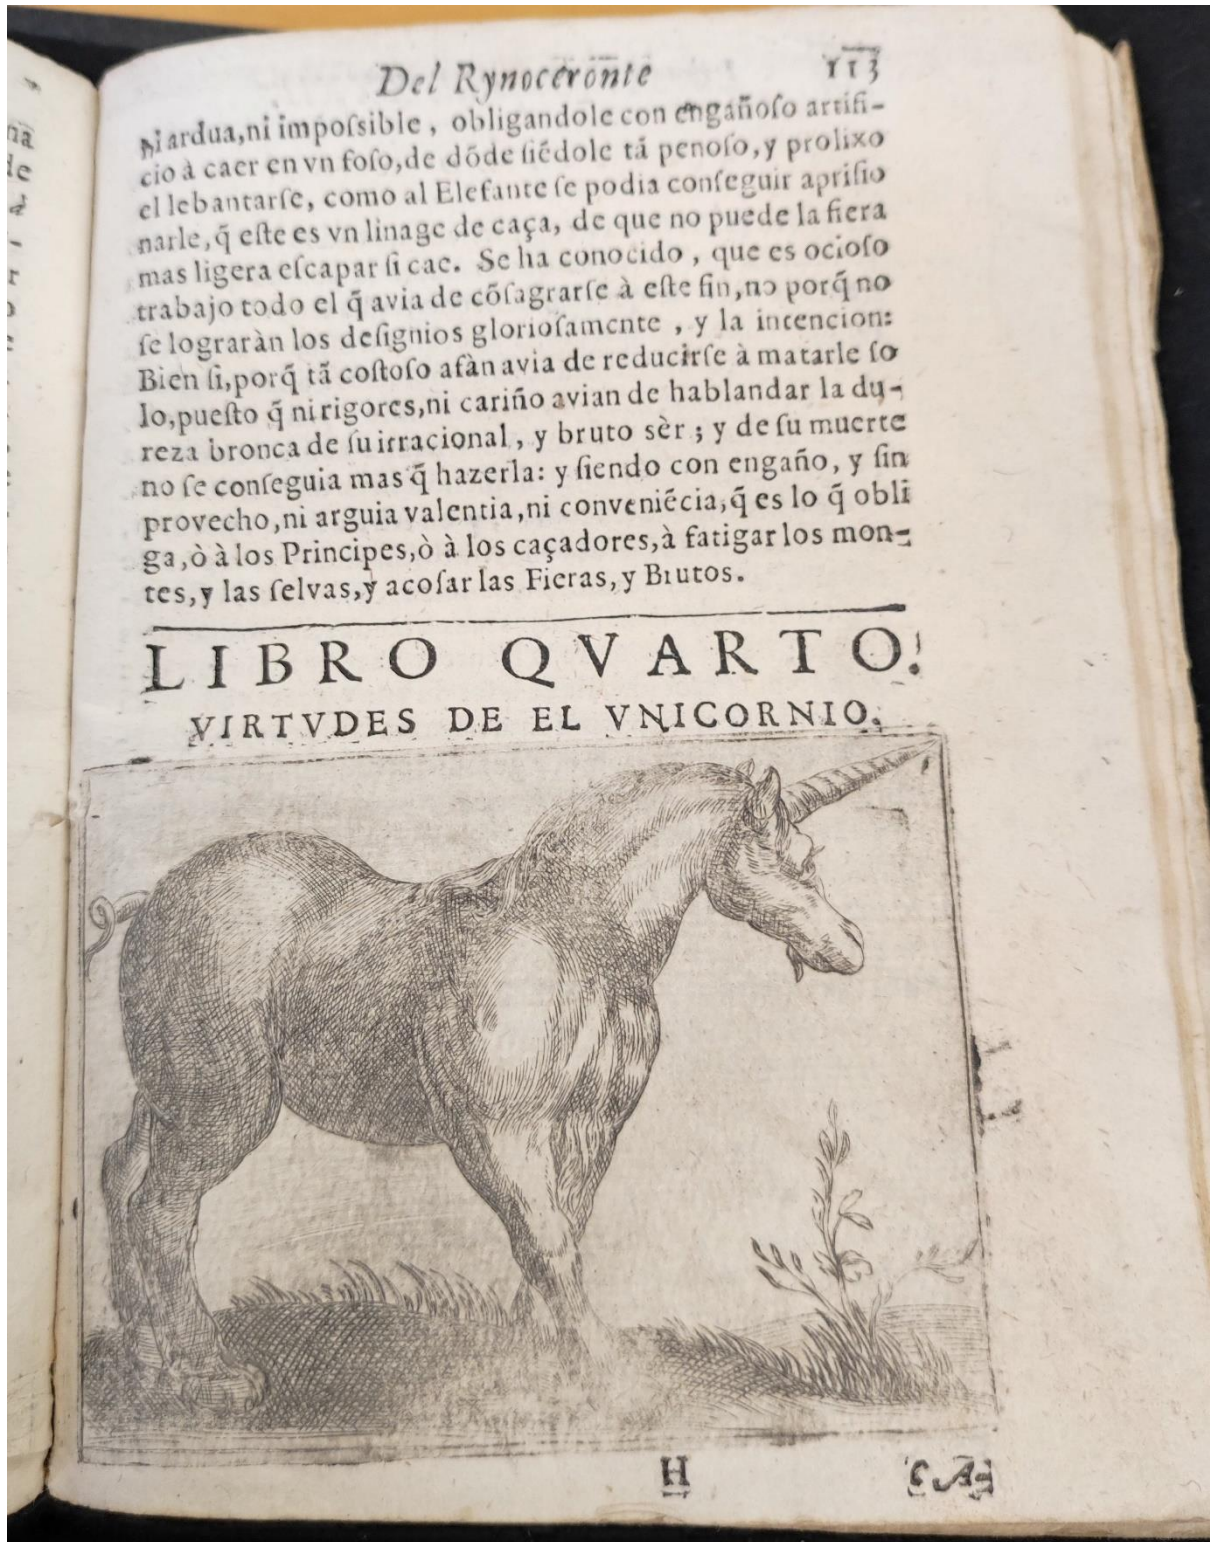 Del Rynoceronte 113
ni ardua,ni impoſsible, obligandole con engañoſo artifi-
cio à caer en vn foſo,de dõde ſiẽdole tã penoſo,y prolixo
el lebantarſe, como al Elefante ſe podia conſeguir apriſio
narle,q̃ eſte es vn linage de caça, de que no puede la fiera
mas ligera eſcapar ſi cae. Se ha conocido, que es ocioſo
trabajo todo el q̃ avia de cõſagrarſe à eſte fin,no porq̃ no
ſe lograràn los deſignios glorioſamente, y la intencion:
Bien ſi,porq̃ tã coſtoſo afàn avia de reducirſe à matarle ſo
lo,pueſto q̃ ni rigores,ni cariño avian de hablandar la du-
reza bronca de ſu irracional, y bruto sèr; y de ſu muerte
no ſe conſeguia mas q̃ hazerla: y ſiendo con engaño, y ſin
provecho,ni arguia valentia,ni conveniẽcia,q̃ es lo q̃ obli
ga,ò à los Principes,ò à los caçadores,à fatigar los mon-
tes,y las ſelvas,y acoſar las Fieras,y Brutos.
LIBRO QVARTO.
VIRTVDES DE EL VNICORNIO.
H CA-